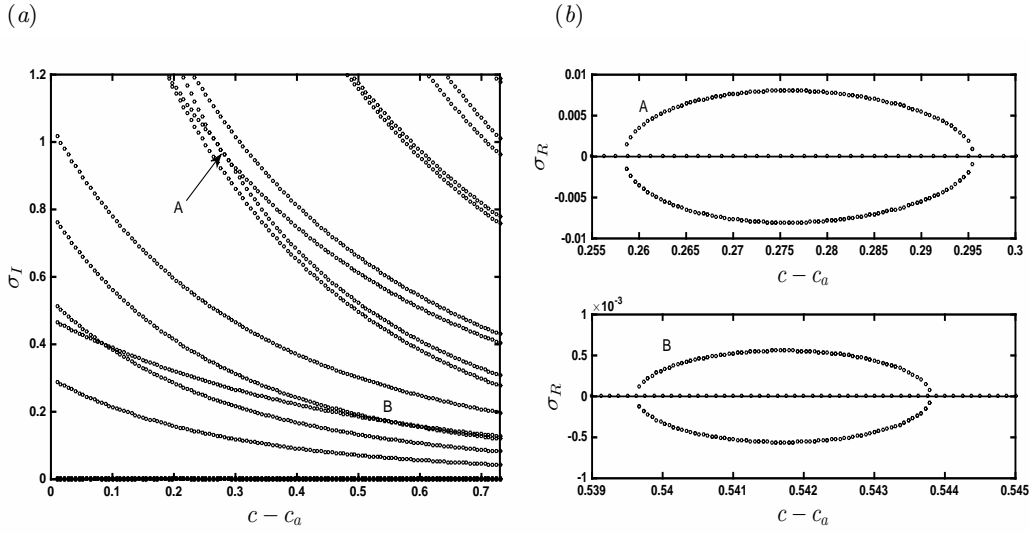 (a)
(b)
1.2
1
0.8
0.6
0.4
0.2
0
σ_I
A
B
0 0.1 0.2 0.3 0.4 0.5 0.6 0.7
c − c_a
0.01
0.005
0
-0.005
-0.01
σ_R
A
0.255 0.26 0.265 0.27 0.275 0.28 0.285 0.29 0.295 0.3
c − c_a
×10⁻³
1
0.5
0
-0.5
-1
σ_R
B
0.539 0.54 0.541 0.542 0.543 0.544 0.545
c − c_a